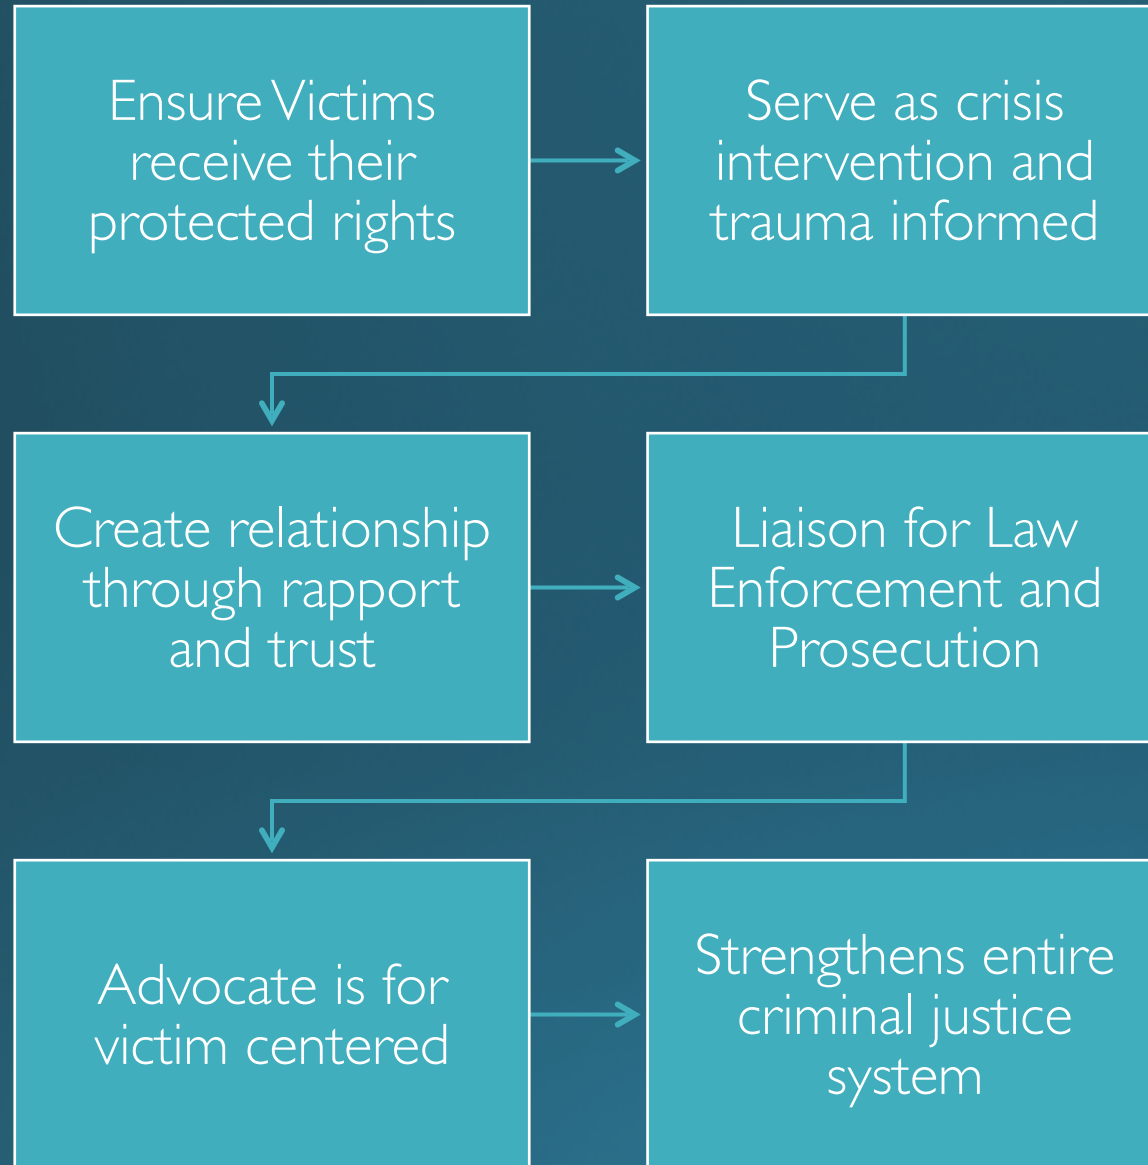 Ensure Victims
receive their
protected rights
Serve as crisis
intervention and
trauma informed
Create relationship
through rapport
and trust
Liaison for Law
Enforcement and
Prosecution
Advocate is for
victim centered
Strengthens entire
criminal justice
system